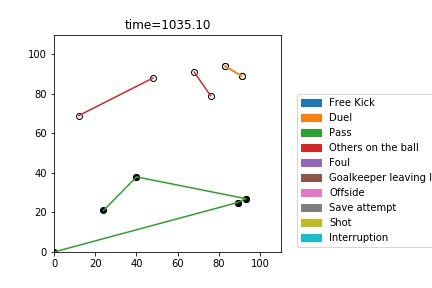 time=1035.10
100
80
60
40
20
0
0 20 40 60 80 100
Free Kick
Duel
Pass
Others on the ball
Foul
Goalkeeper leaving l
Offside
Save attempt
Shot
Interruption